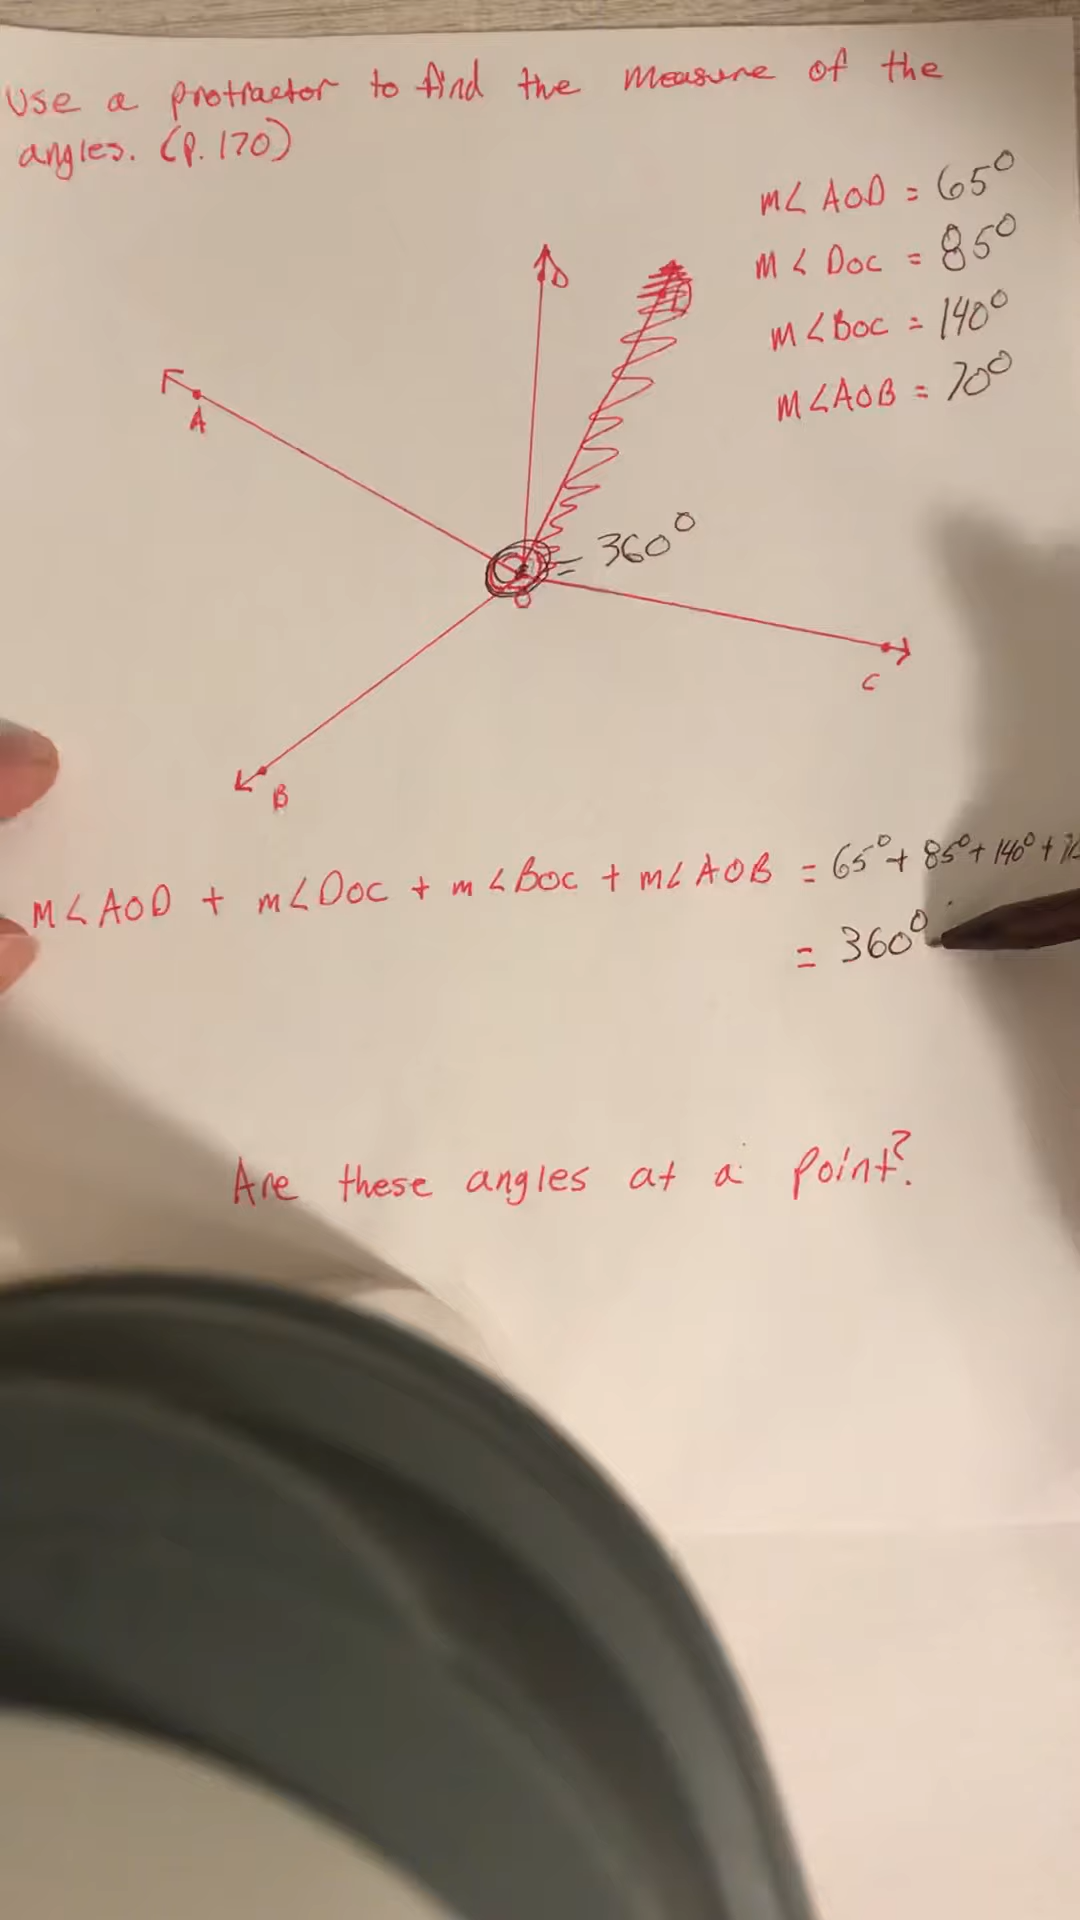 Use a protractor to find the measure of the
angles. (P. 170)
m∠ AOD = 65°
m∠ DOC = 85°
m∠BOC = 140°
m∠AOB = 70°
D
A
= 360°
O
C
B
m∠AOD + m∠DOC + m∠BOC + m∠AOB = 65°+ 85°+ 140° +
= 360°
Are these angles at a point?